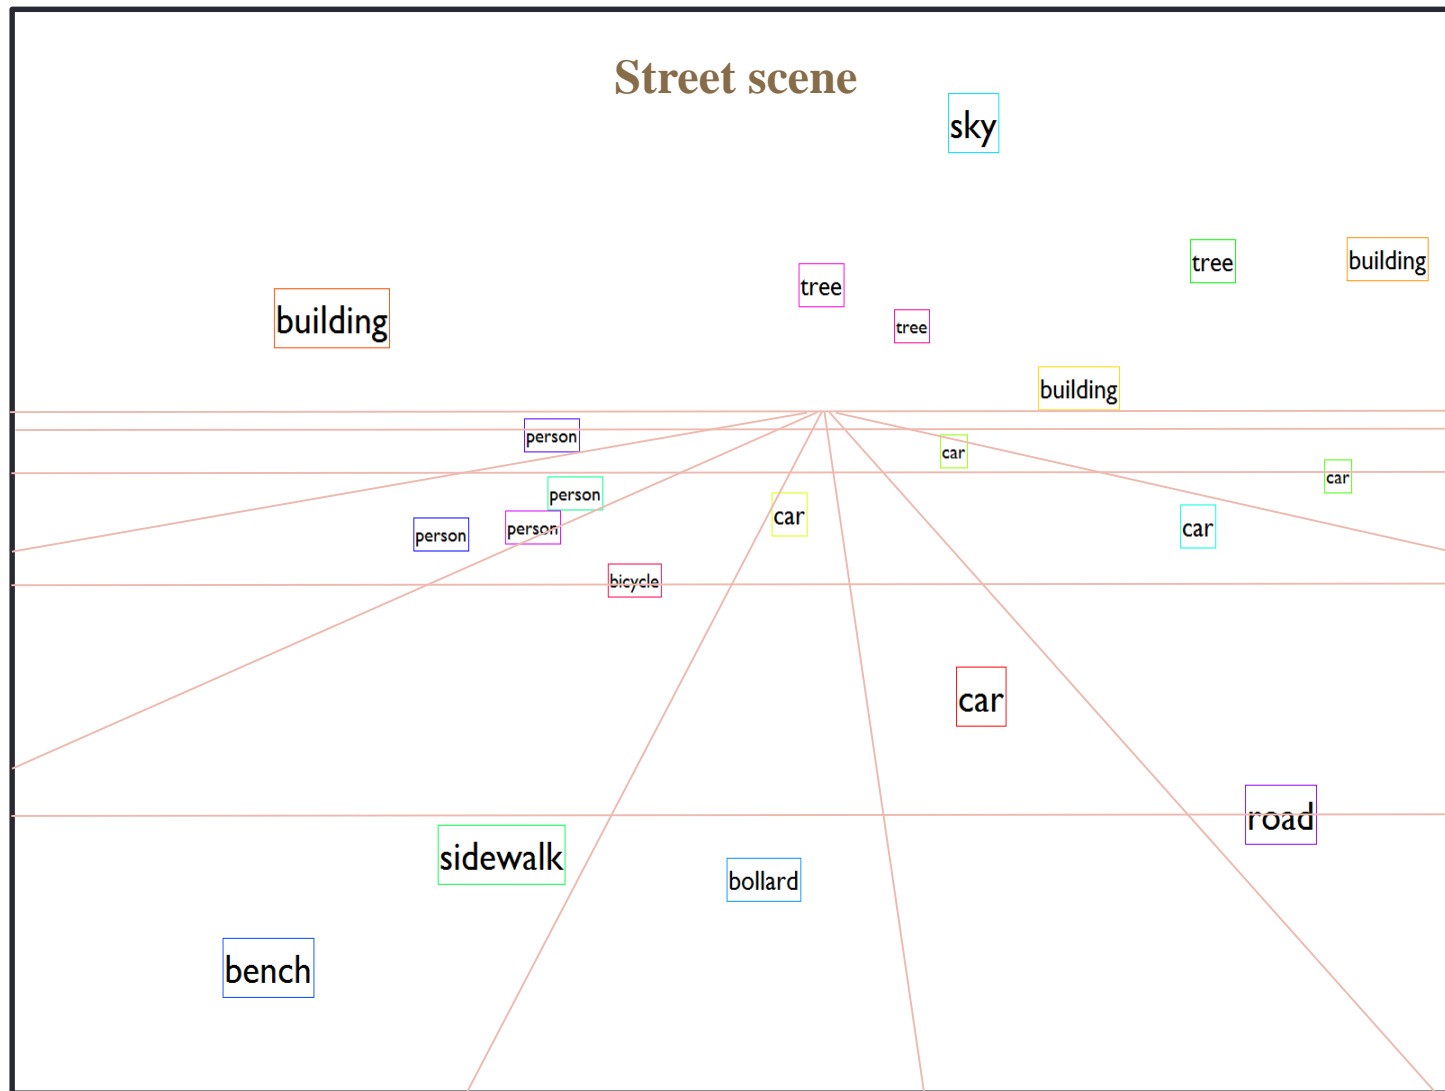 Street scene
sky
tree
building
tree
building
tree
building
person
car
car
person
car
person
car
person
bicycle
car
road
sidewalk
bollard
bench